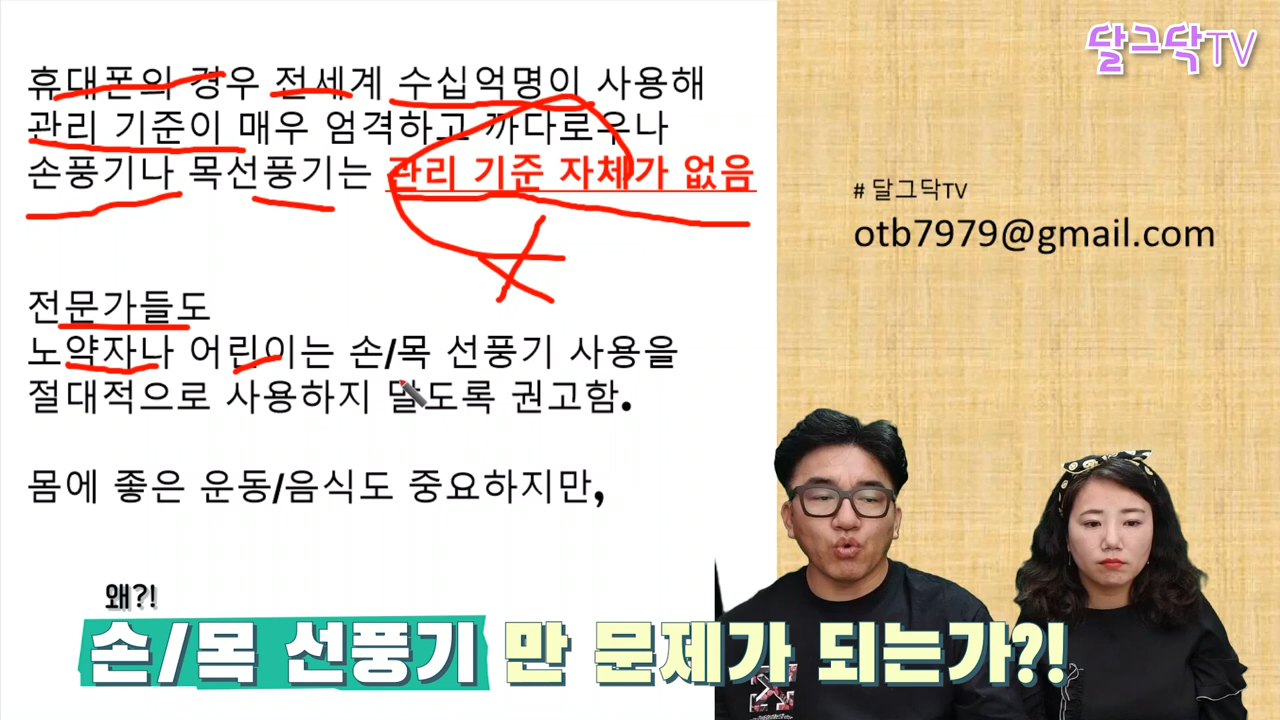 달그닥TV
휴대폰의 경우 전세계 수십억명이 사용해
관리 기준이 매우 엄격하고 까다로우나
손풍기나 목선풍기는 관리 기준 자체가 없음
# 달그닥TV
otb7979@gmail.com
전문가들도
노약자나 어린이는 손/목 선풍기 사용을
절대적으로 사용하지 말도록 권고함.
몸에 좋은 운동/음식도 중요하지만,
왜?!
손/목 선풍기 만 문제가 되는가?!